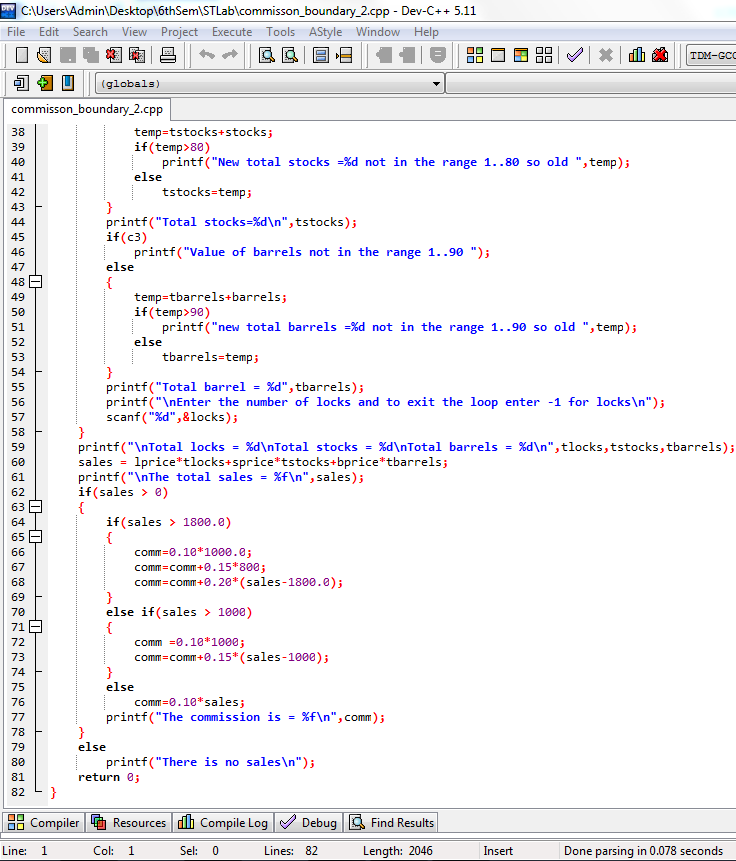 C:\Users\Admin\Desktop\6thSem\STLab\commisson_boundary_2.cpp - Dev-C++ 5.11
File Edit Search View Project Execute Tools AStyle Window Help
TDM-GCC
(globals)
commisson_boundary_2.cpp
38 temp=tstocks+stocks;
39 if(temp>80)
40 printf("New total stocks =%d not in the range 1..80 so old ",temp);
41 else
42 tstocks=temp;
43 }
44 printf("Total stocks=%d\n",tstocks);
45 if(c3)
46 printf("Value of barrels not in the range 1..90 ");
47 else
48 {
49 temp=tbarrels+barrels;
50 if(temp>90)
51 printf("new total barrels =%d not in the range 1..90 so old ",temp);
52 else
53 tbarrels=temp;
54 }
55 printf("Total barrel = %d",tbarrels);
56 printf("\nEnter the number of locks and to exit the loop enter -1 for locks\n");
57 scanf("%d",&locks);
58 }
59 printf("\nTotal locks = %d\nTotal stocks = %d\nTotal barrels = %d\n",tlocks,tstocks,tbarrels);
60 sales = lprice*tlocks+sprice*tstocks+bprice*tbarrels;
61 printf("\nThe total sales = %f\n",sales);
62 if(sales > 0)
63 {
64 if(sales > 1800.0)
65 {
66 comm=0.10*1000.0;
67 comm=comm+0.15*800;
68 comm=comm+0.20*(sales-1800.0);
69 }
70 else if(sales > 1000)
71 {
72 comm =0.10*1000;
73 comm=comm+0.15*(sales-1000);
74 }
75 else
76 comm=0.10*sales;
77 printf("The commission is = %f\n",comm);
78 }
79 else
80 printf("There is no sales\n");
81 return 0;
82 }
Compiler Resources Compile Log Debug Find Results
Line: 1 Col: 1 Sel: 0 Lines: 82 Length: 2046 Insert Done parsing in 0.078 seconds